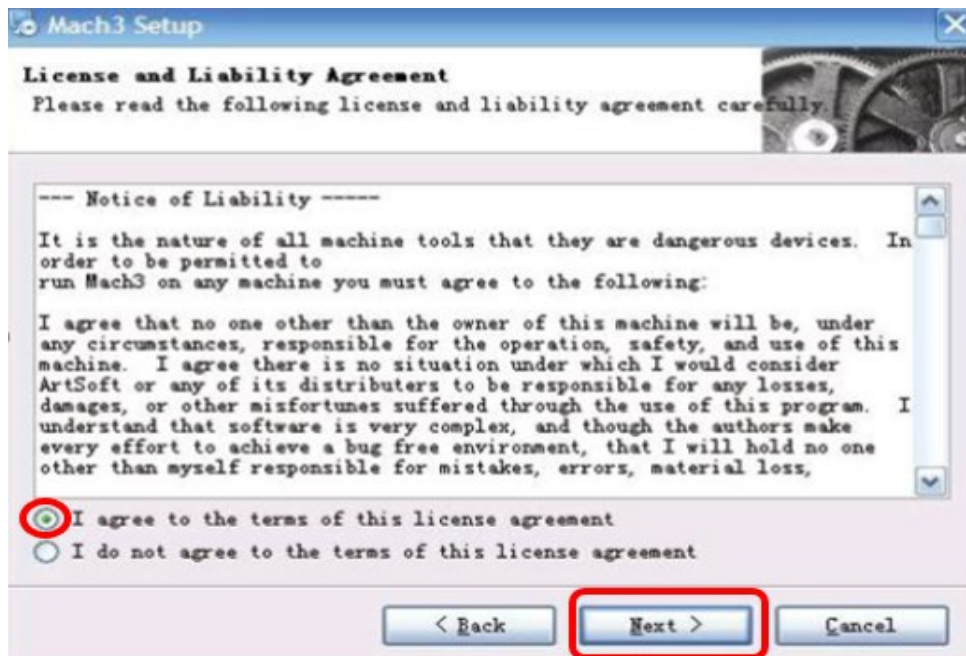 Mach3 Setup
License and Liability Agreement
Please read the following license and liability agreement carefully.
--- Notice of Liability -----
It is the nature of all machine tools that they are dangerous devices.  In
order to be permitted to
run Mach3 on any machine you must agree to the following:
I agree that no one other than the owner of this machine will be, under
any circumstances, responsible for the operation, safety, and use of this
machine.  I agree there is no situation under which I would consider
ArtSoft or any of its distributers to be responsible for any losses,
damages, or other misfortunes suffered through the use of this program.  I
understand that software is very complex, and though the authors make
every effort to achieve a bug free environment, that I will hold no one
other than myself responsible for mistakes, errors, material loss,
I agree to the terms of this license agreement
I do not agree to the terms of this license agreement
< Back
Next >
Cancel